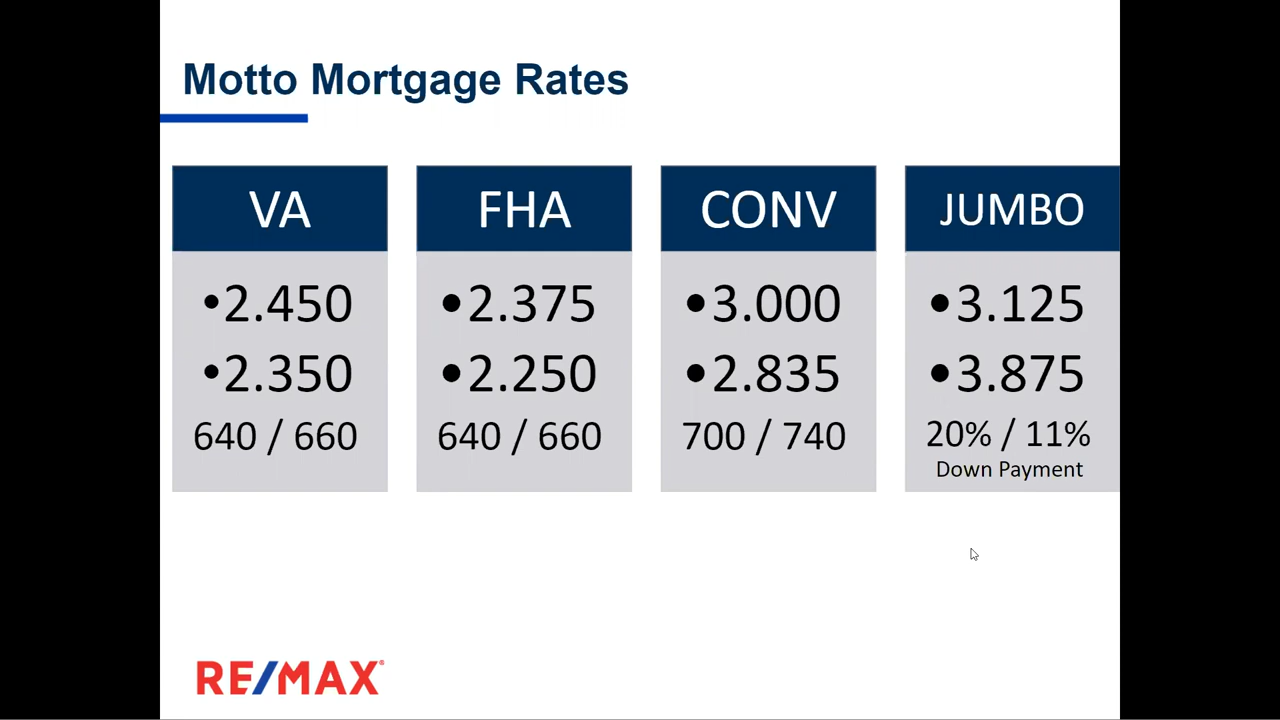 Motto Mortgage Rates
VA
•2.450
•2.350
640 / 660
FHA
•2.375
•2.250
640 / 660
CONV
•3.000
•2.835
700 / 740
JUMBO
•3.125
•3.875
20% / 11%
Down Payment
RE/MAX®